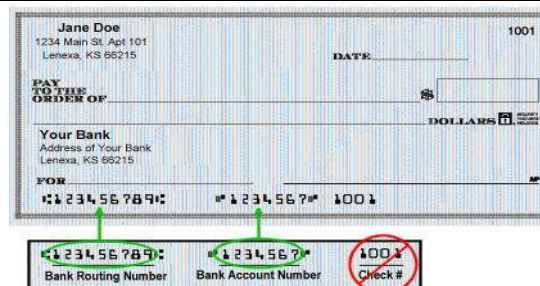 Jane Doe 1001
1234 Main St. Apt 101
Lenexa, KS 66215
DATE
PAY
TO THE
ORDER OF $
DOLLARS
Your Bank
Address of Your Bank
Lenexa, KS 66215
FOR MP
⑆123456789⑆ ⑈1234567⑈ 1001
⑆123456789⑆ ⑈1234567⑈ 1001
Bank Routing Number Bank Account Number Check #